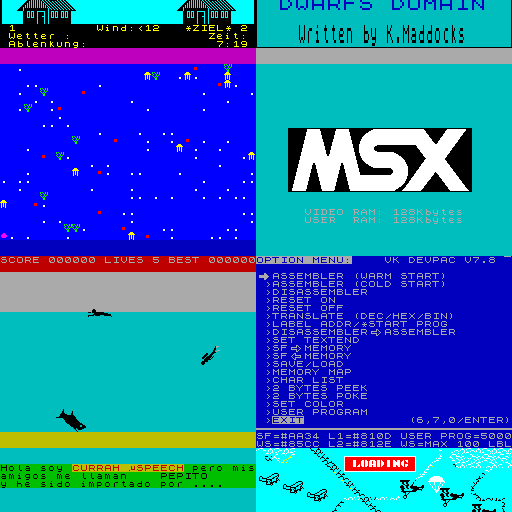 1 Wind:<12 *ZIEL* 2
Wetter : Zeit:
Ablenkung: 7:19
DWARFS DOMAIN
Written by K.Maddocks
MSX
VIDEO RAM: 128Kbytes
USER RAM: 128Kbytes
SCORE 000000 LIVES 5 BEST 000000
Hola soy CURRAH µSPEECH pero mis
amigos me llaman PEPITO
y he sido importado por ....
OPTION MENU: VK DEVPAC V7.8
ASSEMBLER (WARM START)
>ASSEMBLER (COLD START)
>DISASSEMBLER
>RESET ON
>RESET OFF
>TRANSLATE (DEC/HEX/BIN)
>LABEL ADDR/*START PROG
>DISASSEMBLER➔ASSEMBLER
>SET TEXTEND
>SF➔MEMORY
>SF←MEMORY
>SAVE/LOAD
>MEMORY MAP
>CHAR LIST
>2 BYTES PEEK
>2 BYTES POKE
>SET COLOR
>USER PROGRAM
>EXIT (6,7,0/ENTER)
SF=#AA34 L1=#810D USER PROG=5000
WS=#85CC L2=#812E WS=MAX 100 LBL
LOADING